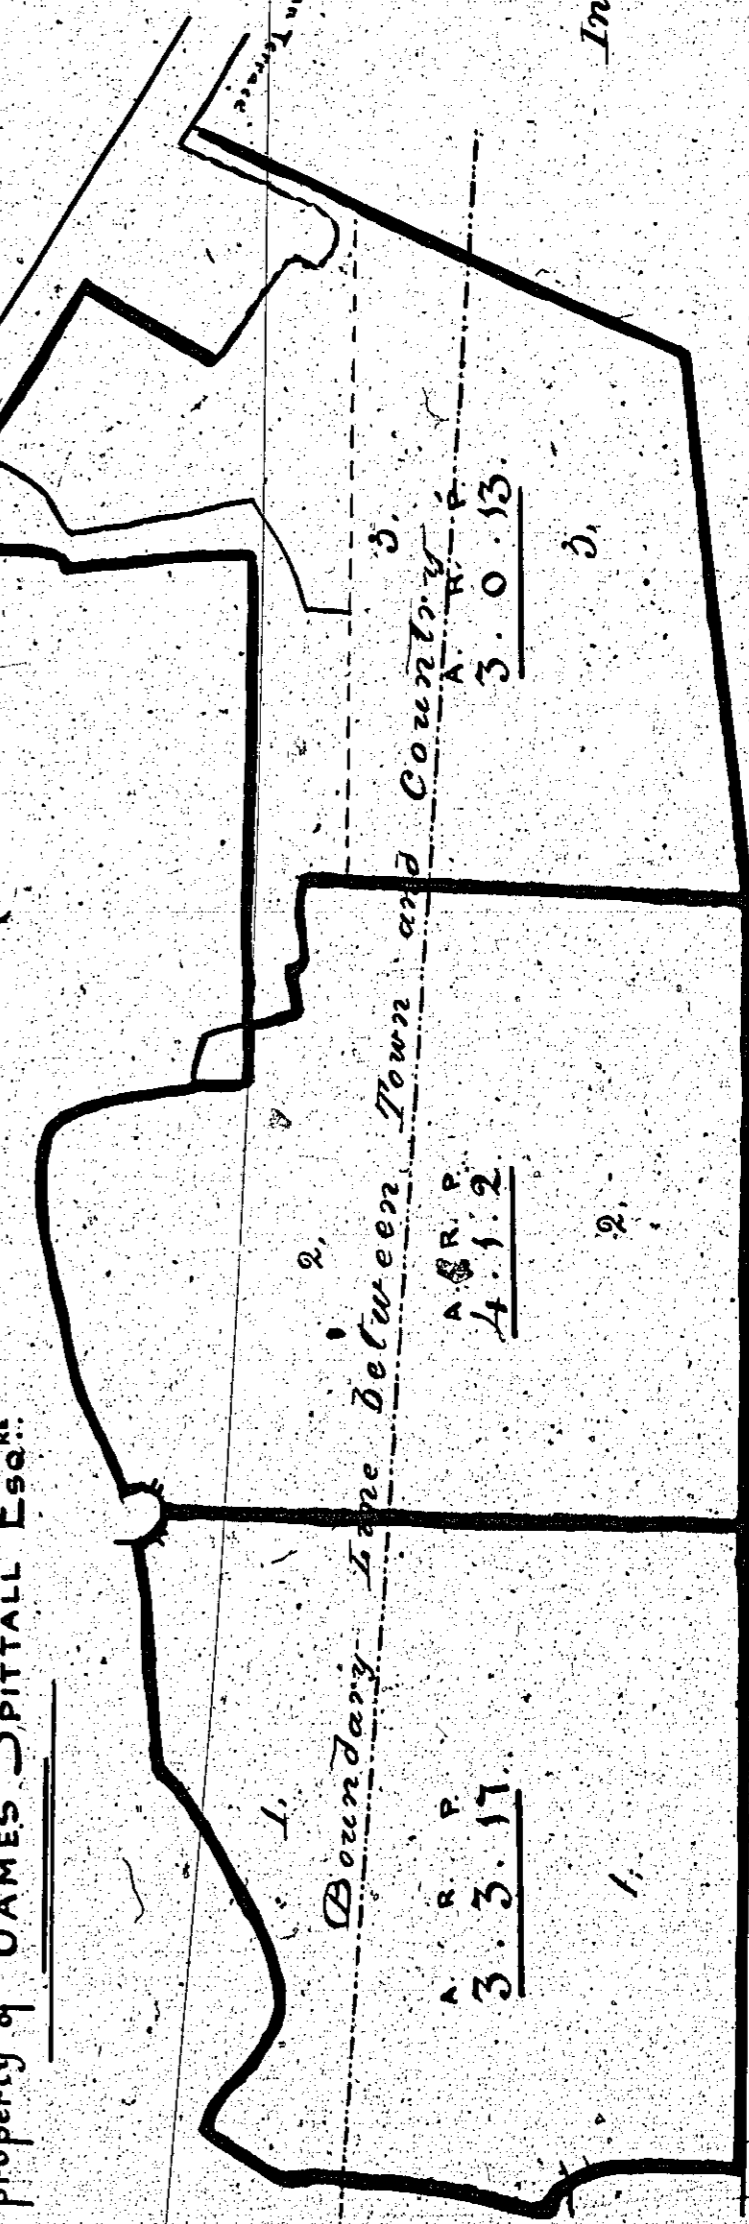 Property of JAMES SPITTALL ESQRE..
Terrace
In
Boundary Line Between Town and County
1,
A. R. P.
3. 3. 17.
1,
2,
A. R. P.
4. 1. 2
2,
3,
A. R. P.
3. 0. 13.
3,